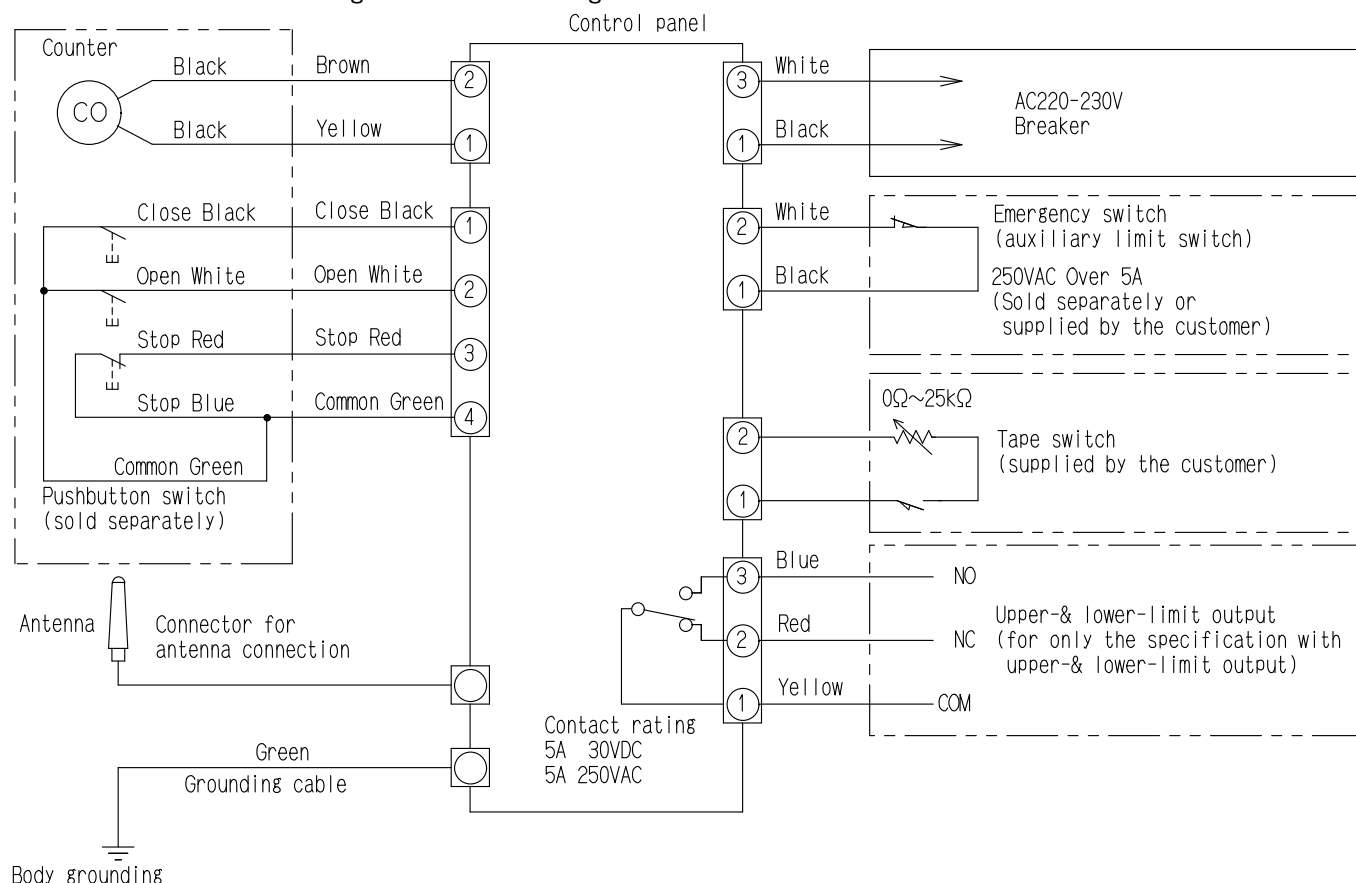 Control panel
Counter
CO
Black
Brown
2
Black
Yellow
1
Close Black
Close Black
1
Open White
Open White
2
Stop Red
Stop Red
3
Stop Blue
Common Green
4
Common Green
Pushbutton switch
(sold separately)
Antenna
Connector for
antenna connection
Green
Grounding cable
Body grounding
3
White
1
Black
AC220-230V
Breaker
2
White
1
Black
Emergency switch
(auxiliary limit switch)
250VAC Over 5A
(Sold separately or
supplied by the customer)
2
1
0Ω~25kΩ
Tape switch
(supplied by the customer)
3
Blue
NO
2
Red
NC
1
Yellow
COM
Upper-& lower-limit output
(for only the specification with
upper-& lower-limit output)
Contact rating
5A 30VDC
5A 250VAC